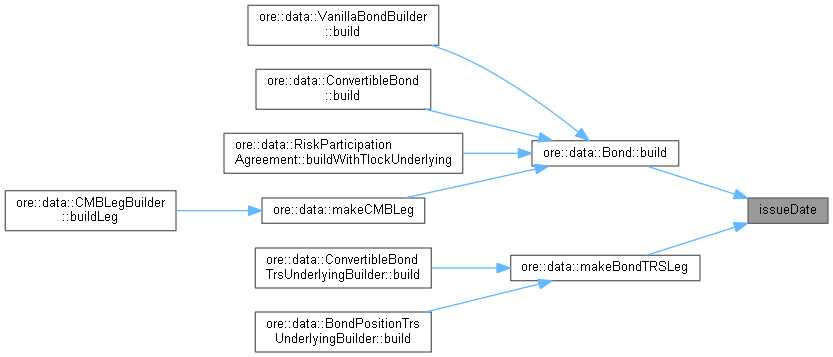 ore::data::VanillaBondBuilder
::build
ore::data::ConvertibleBond
::build
ore::data::RiskParticipation
Agreement::buildWithTlockUnderlying
ore::data::Bond::build
ore::data::CMBLegBuilder
::buildLeg
ore::data::makeCMBLeg
issueDate
ore::data::ConvertibleBond
TrsUnderlyingBuilder::build
ore::data::makeBondTRSLeg
ore::data::BondPositionTrs
UnderlyingBuilder::build